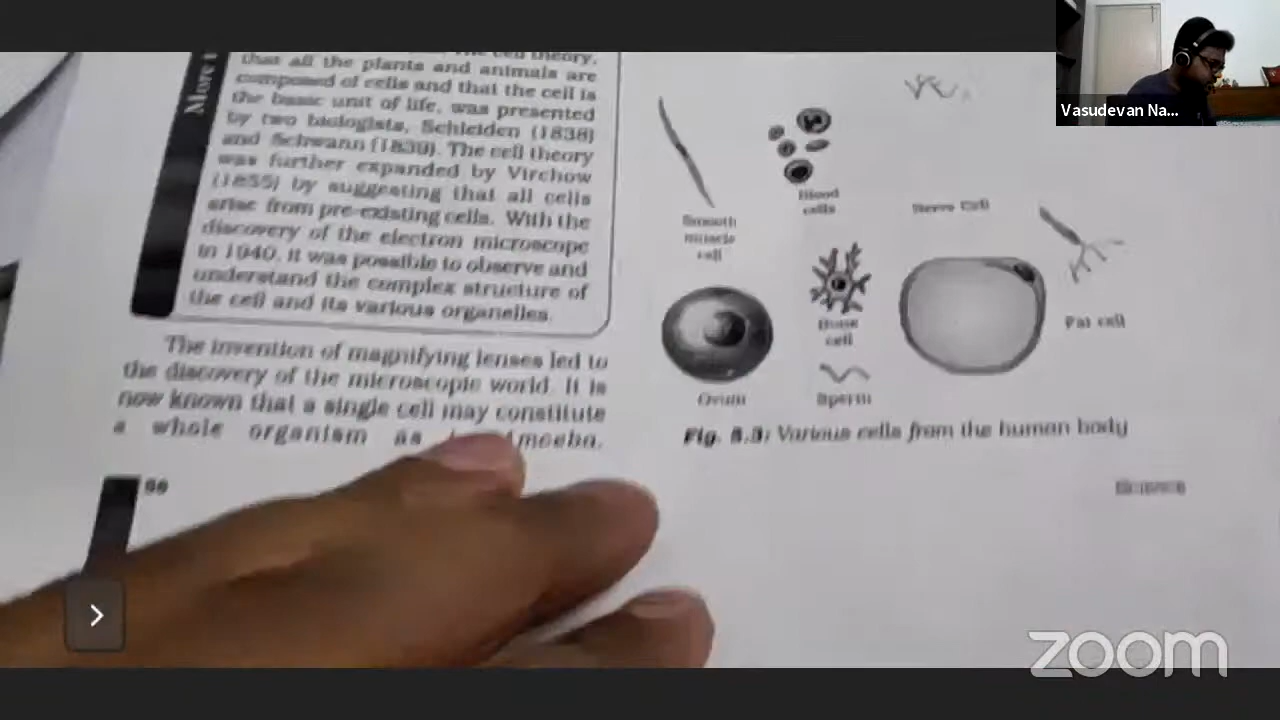 More t
The cell theory,
that all the plants and animals are
composed of cells and that the cell is
the basic unit of life, was presented
by two biologists, Schleiden (1838)
and Schwann (1839). The cell theory
was further expanded by Virchow
(1855) by suggesting that all cells
arise from pre-existing cells. With the
discovery of the electron microscope
in 1940, it was possible to observe and
understand the complex structure of
the cell and its various organelles.
The invention of magnifying lenses led to
the discovery of the microscopic world. It is
now known that a single cell may constitute
a whole organism as Amoeba,
Smooth
muscle
cell
Blood
cells
Nerve Cell
Ovum
Bone
cell
Sperm
Fat cell
Fig. 5.3: Various cells from the human body
Science
Vasudevan Na...
zoom